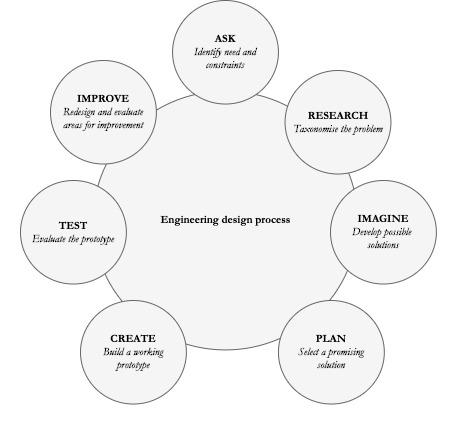 ASK
Identify need and
constraints
RESEARCH
Taxconomise the problem
IMAGINE
Develop possible
solutions
PLAN
Select a promising
solution
CREATE
Build a working
prototype
TEST
Evaluate the prototype
IMPROVE
Redesign and evaluate
areas for improvement
Engineering design process